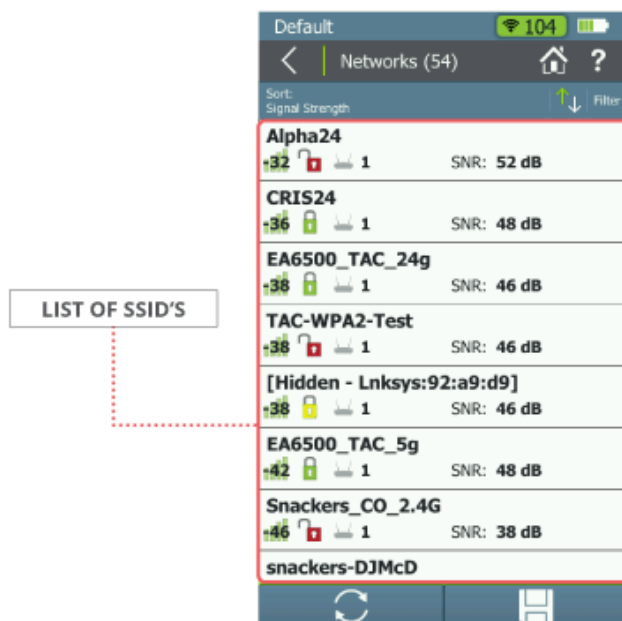 Default 104
Networks (54) ?
Sort:
Signal Strength Filter
Alpha24
-32 1 SNR: 52 dB
CRIS24
-36 1 SNR: 48 dB
EA6500_TAC_24g
-38 1 SNR: 46 dB
LIST OF SSID'S
TAC-WPA2-Test
-38 1 SNR: 46 dB
[Hidden - Lnksys:92:a9:d9]
-38 1 SNR: 46 dB
EA6500_TAC_5g
-42 1 SNR: 48 dB
Snackers_CO_2.4G
-46 1 SNR: 38 dB
snackers-DJMcD